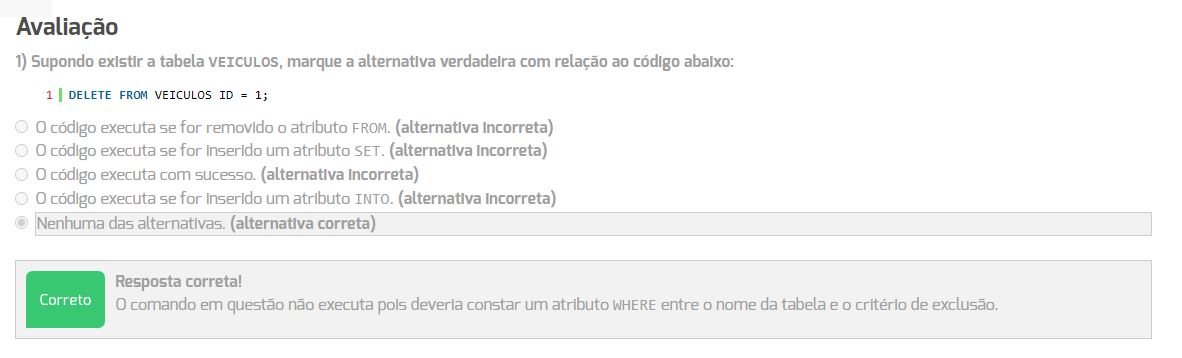 Avaliação
1) Supondo existir a tabela VEICULOS, marque a alternativa verdadeira com relação ao código abaixo:
1 DELETE FROM VEICULOS ID = 1;
O código executa se for removido o atributo FROM. (alternativa incorreta)
O código executa se for inserido um atributo SET. (alternativa incorreta)
O código executa com sucesso. (alternativa incorreta)
O código executa se for inserido um atributo INTO. (alternativa incorreta)
Nenhuma das alternativas. (alternativa correta)
Correto
Resposta correta!
O comando em questão não executa pois deveria constar um atributo WHERE entre o nome da tabela e o critério de exclusão.